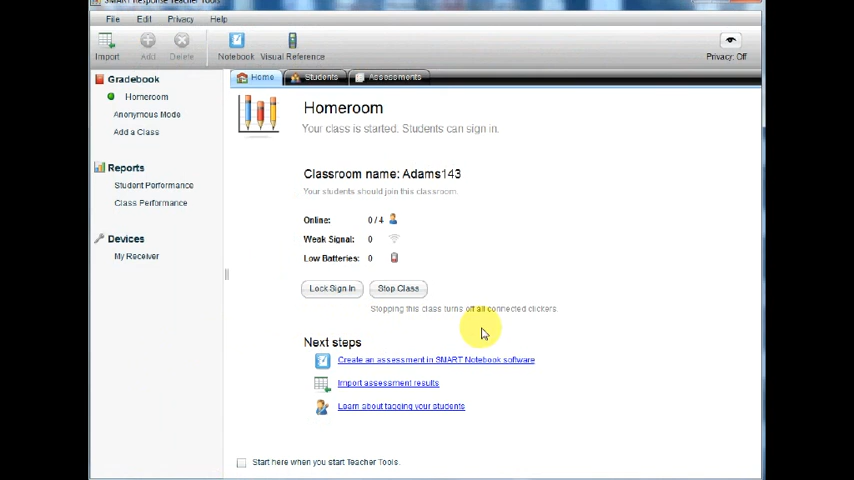 SMART Response Teacher Tools
File Edit Privacy Help
Import Add Delete Notebook Visual Reference Privacy: Off
Gradebook
Homeroom
Anonymous Mode
Add a Class
Reports
Student Performance
Class Performance
Devices
My Receiver
Home Students Assessments
Homeroom
Your class is started. Students can sign in.
Classroom name: Adams143
Your students should join this classroom.
Online: 0 / 4
Weak Signal: 0
Low Batteries: 0
Lock Sign In Stop Class
Stopping this class turns off all connected clickers.
Next steps
Create an assessment in SMART Notebook software
Import assessment results
Learn about tagging your students
Start here when you start Teacher Tools.